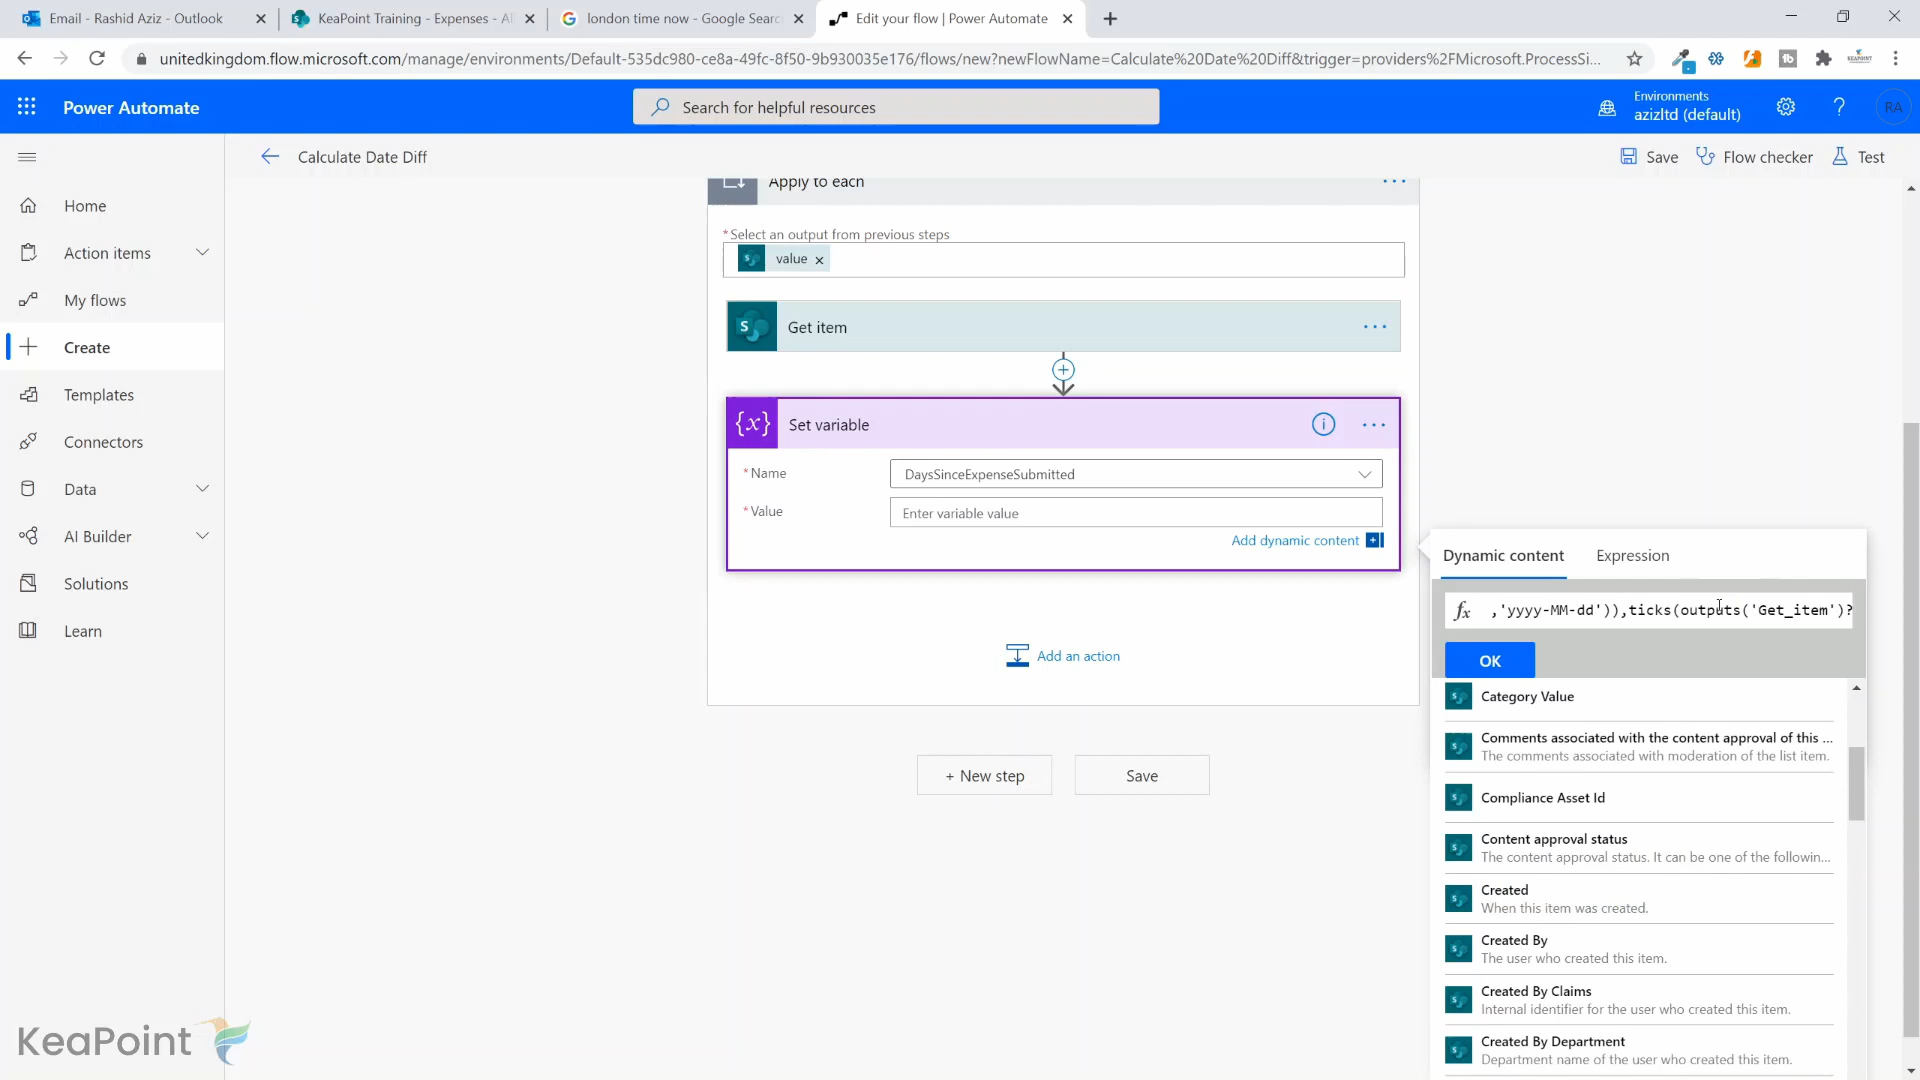 Email - Rashid Aziz - Outlook
KeaPoint Training - Expenses - Al
london time now - Google Searc
Edit your flow | Power Automate
unitedkingdom.flow.microsoft.com/manage/environments/Default-535dc980-ce8a-49fc-8f50-9b930035e176/flows/new?newFlowName=Calculate%20Date%20Diff&trigger=providers%2FMicrosoft.ProcessSi...
Power Automate
Search for helpful resources
Environments
azizltd (default)
RA
Calculate Date Diff
Save
Flow checker
Test
Home
Action items
My flows
Create
Templates
Connectors
Data
AI Builder
Solutions
Learn
Apply to each
* Select an output from previous steps
value
Get item
{x} Set variable
* Name
DaysSinceExpenseSubmitted
* Value
Enter variable value
Add dynamic content
Add an action
+ New step
Save
Dynamic content
Expression
fx ,'yyyy-MM-dd')),ticks(outputs('Get_item')?
OK
Category Value
Comments associated with the content approval of this ...
The comments associated with moderation of the list item.
Compliance Asset Id
Content approval status
The content approval status. It can be one of the followin...
Created
When this item was created.
Created By
The user who created this item.
Created By Claims
Internal identifier for the user who created this item.
Created By Department
Department name of the user who created this item.
KeaPoint